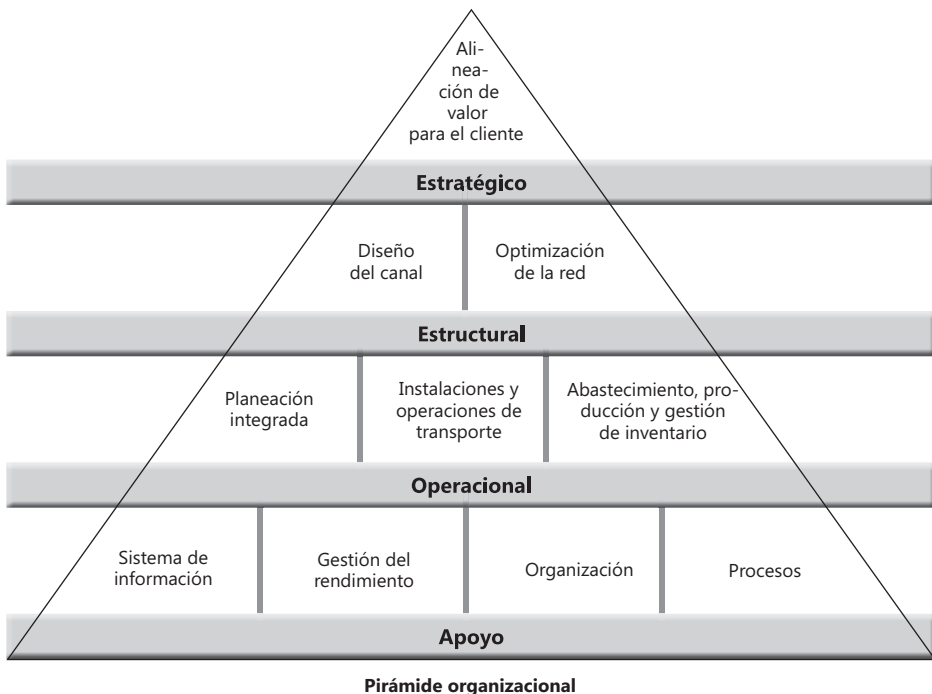 Ali-
nea-
ción de
valor
para el cliente
Estratégico
Diseño
del canal
Optimización
de la red
Estructural
Planeación
integrada
Instalaciones y
operaciones de
transporte
Abastecimiento, pro-
ducción y gestión
de inventario
Operacional
Sistema de
información
Gestión del
rendimiento
Organización
Procesos
Apoyo
Pirámide organizacional